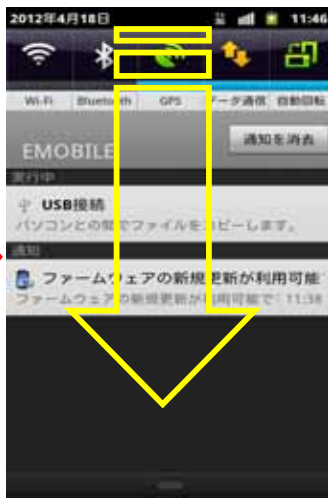 2012年4月18日 11:46
Wi-Fi Bluetooth GPS データ通信 自動回転
EMOBILE 通知を消去
実行中
USB接続
パソコンとの間でファイルをコピーします。
通知
ファームウェアの新規更新が利用可能
ファームウェアの新規更新が利用可能で 11:38